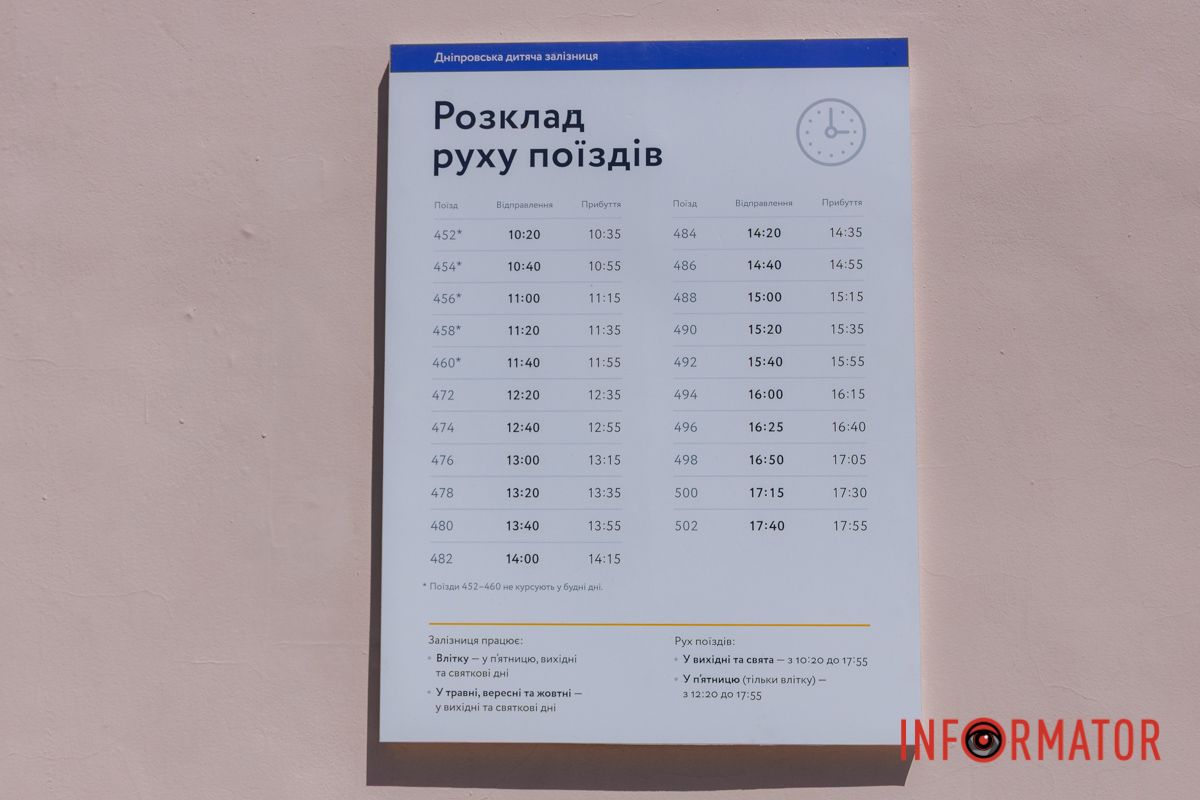 Дніпровська дитяча залізниця
Розклад
руху поїздів
Поїзд Відправлення Прибуття
452* 10:20 10:35
454* 10:40 10:55
456* 11:00 11:15
458* 11:20 11:35
460* 11:40 11:55
472 12:20 12:35
474 12:40 12:55
476 13:00 13:15
478 13:20 13:35
480 13:40 13:55
482 14:00 14:15
* Поїзди 452–460 не курсують у будні дні.
Поїзд Відправлення Прибуття
484 14:20 14:35
486 14:40 14:55
488 15:00 15:15
490 15:20 15:35
492 15:40 15:55
494 16:00 16:15
496 16:25 16:40
498 16:50 17:05
500 17:15 17:30
502 17:40 17:55
Залізниця працює:
• Влітку — у п'ятницю, вихідні
та святкові дні
• У травні, вересні та жовтні —
у вихідні та святкові дні
Рух поїздів:
• У вихідні та свята — з 10:20 до 17:55
• У п'ятницю (тільки влітку) —
з 12:20 до 17:55
INFORMATOR